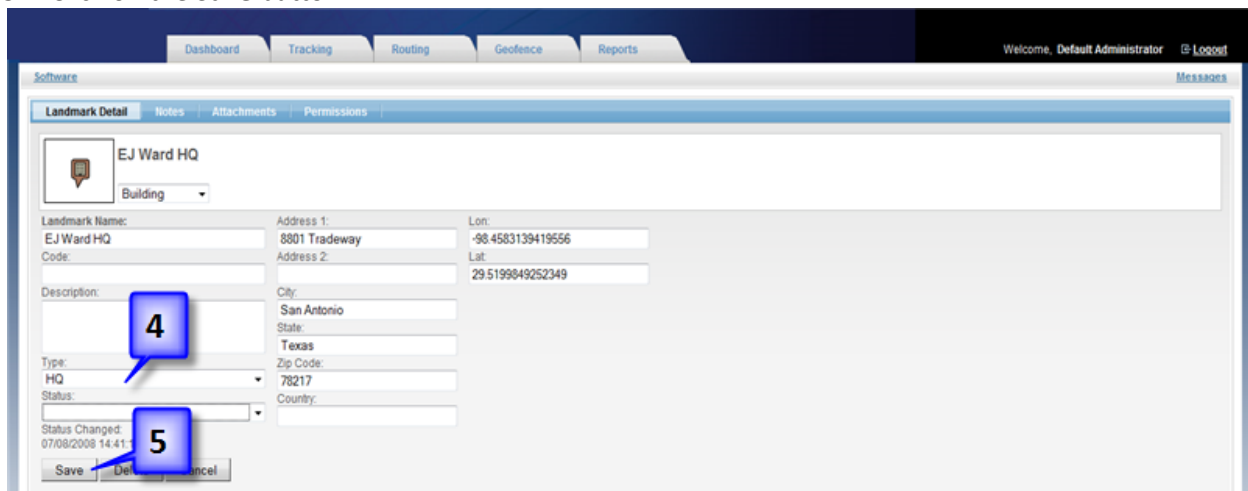 Dashboard Tracking Routing Geofence Reports Welcome, Default Administrator Logout
Software Messages
Landmark Detail Notes Attachments Permissions
EJ Ward HQ
Building
Landmark Name: Address 1: Lon:
EJ Ward HQ 8801 Tradeway -98.4583139419556
Code: Address 2: Lat:
29.5199849252349
Description: City:
San Antonio
4 State:
Texas
Type: Zip Code:
HQ 78217
Status: Country:
Status Changed:
07/08/2008 14:41:1
5
Save Cancel